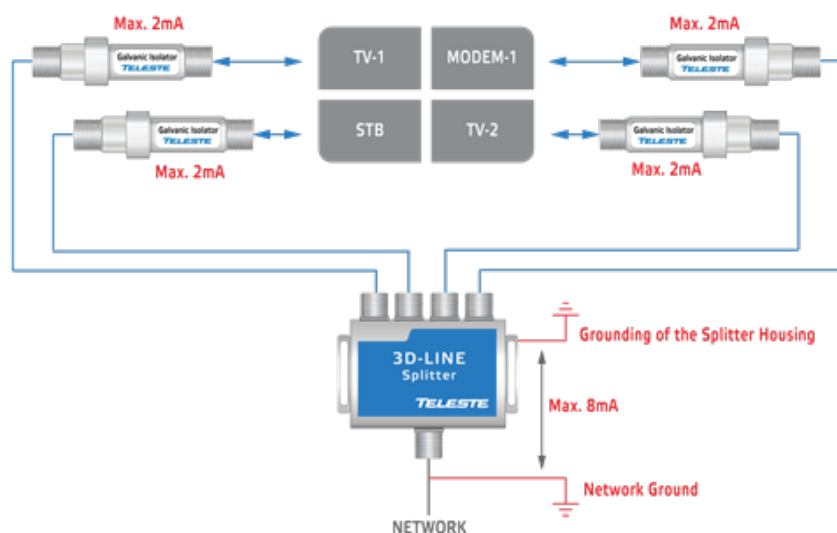 Max. 2mA
Max. 2mA
Galvanic Isolator
TELESTE
TV-1
MODEM-1
Galvanic Isolator
TELESTE
Galvanic Isolator
TELESTE
STB
TV-2
Galvanic Isolator
TELESTE
Max. 2mA
Max. 2mA
3D-LINE
Splitter
TELESTE
Grounding of the Splitter Housing
Max. 8mA
Network Ground
NETWORK